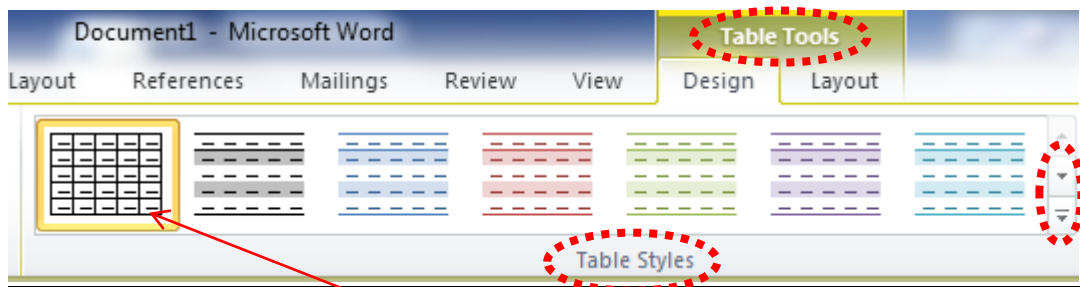 Document1 - Microsoft Word
Table Tools
Layout References Mailings Review View Design Layout
Table Styles